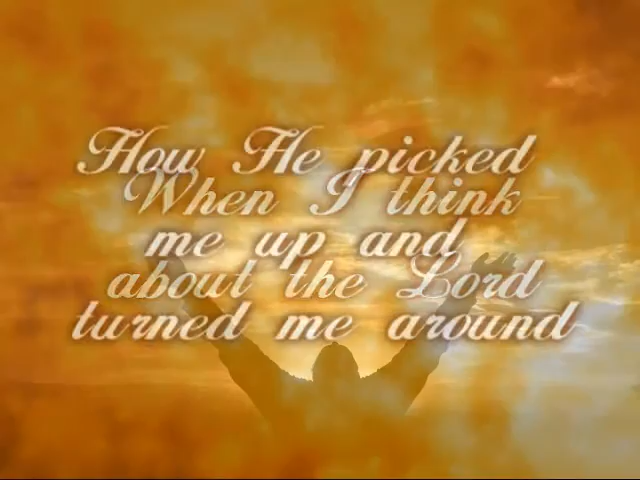 How He picked
When I think
me up and
about the Lord
turned me around